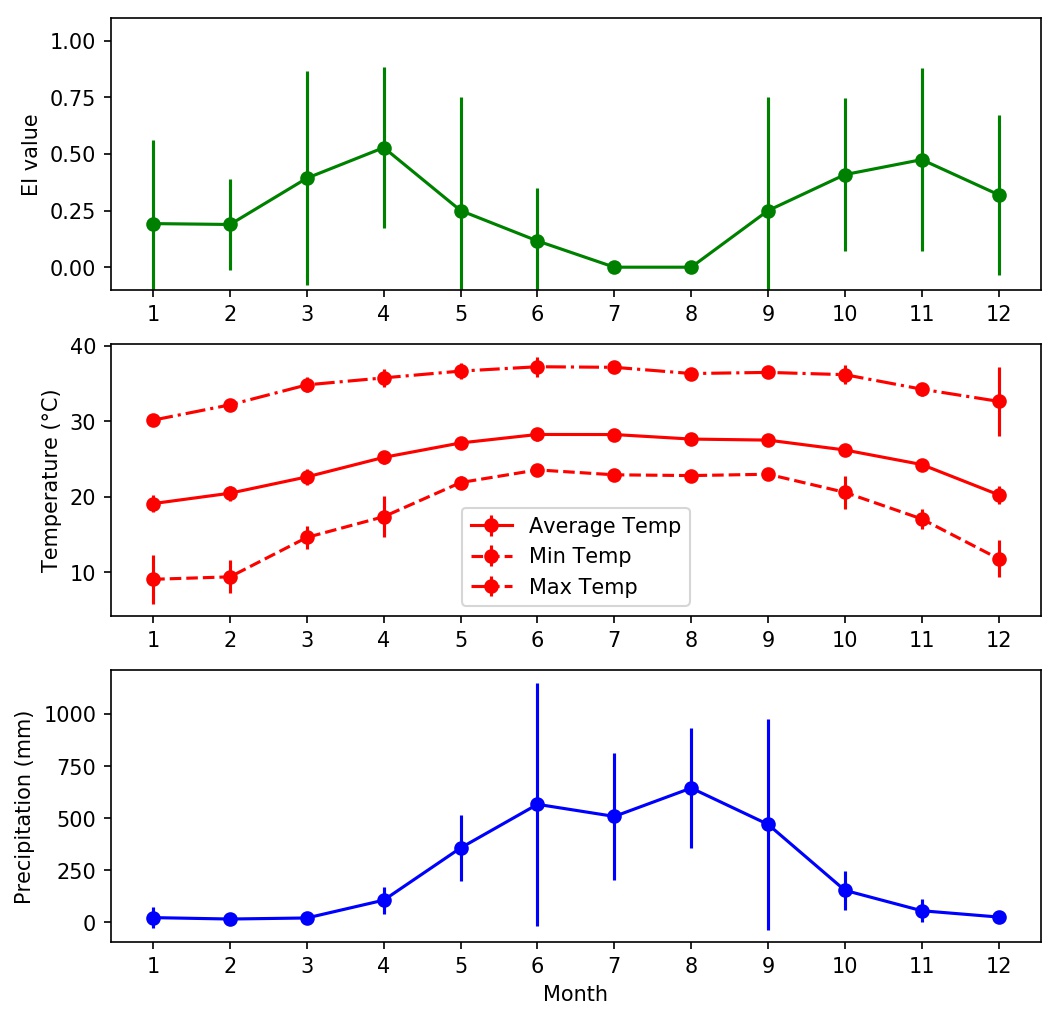 EI value
1.00
0.75
0.50
0.25
0.00
1 2 3 4 5 6 7 8 9 10 11 12
Temperature (°C)
40
30
20
10
Average Temp
Min Temp
Max Temp
1 2 3 4 5 6 7 8 9 10 11 12
Precipitation (mm)
1000
750
500
250
0
1 2 3 4 5 6 7 8 9 10 11 12
Month